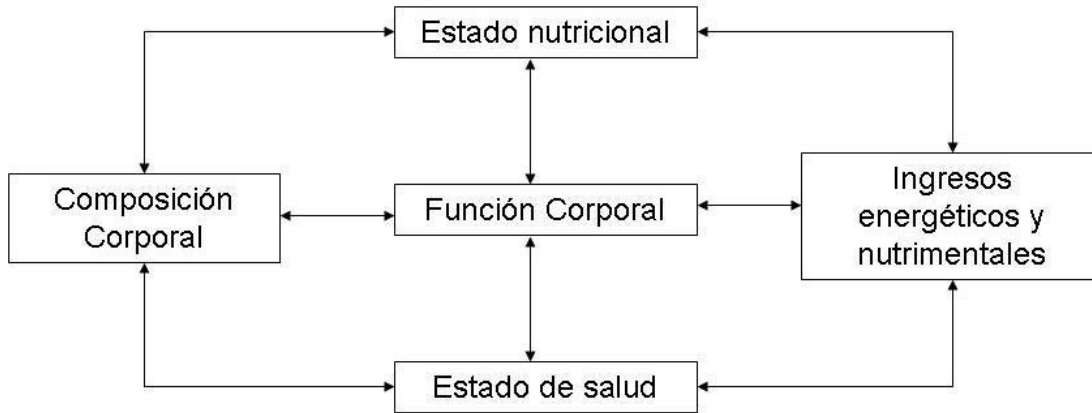 Estado nutricional
Composición
Corporal
Función Corporal
Ingresos
energéticos y
nutrimentales
Estado de salud